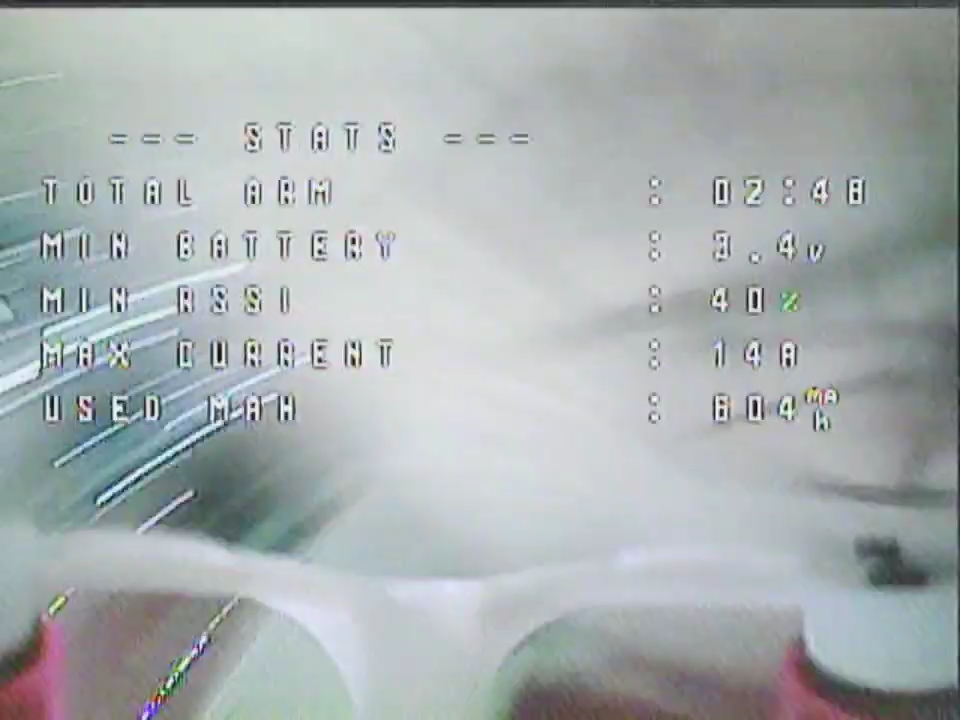 --- STATS ---
TOTAL ARM : 02:48
MIN BATTERY : 3.4V
MIN RSSI : 40%
MAX CURRENT : 14A
USED MAH : 604MAh